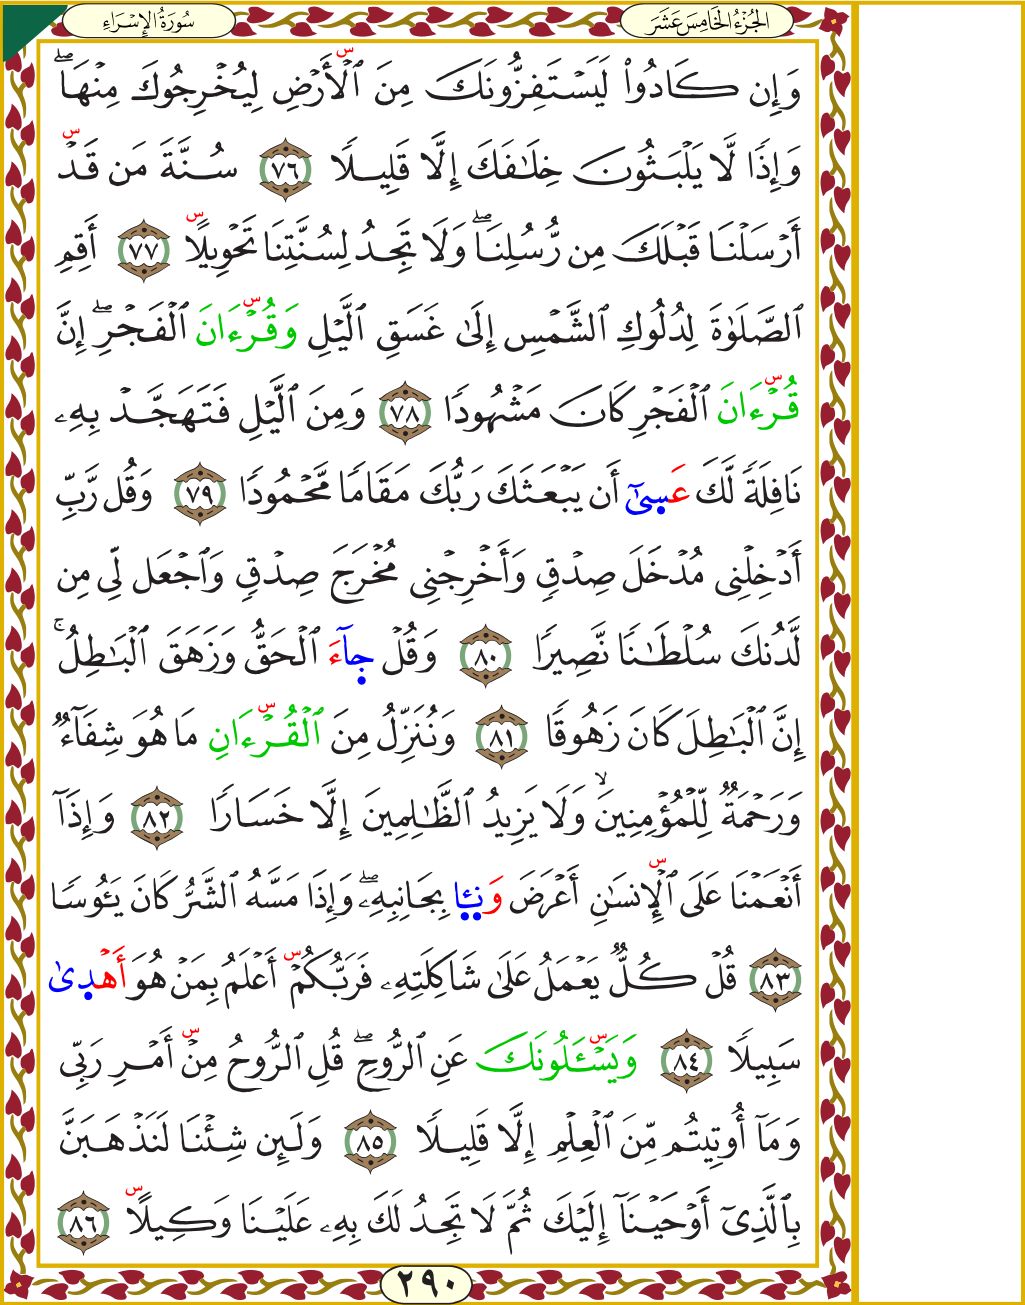 الجُزْءُ الْخَامِسَ عَشَرَ
سُورَةُ الإِسْرَاءِ
وَإِن كَادُوا۟ لَيَسْتَفِزُّونَكَ مِنَ ٱلْأَرْضِ لِيُخْرِجُوكَ مِنْهَا ۖ
وَإِذًا لَّا يَلْبَثُونَ خِلَـٰفَكَ إِلَّا قَلِيلًا ٧٦ سُنَّةَ مَن قَدْ
أَرْسَلْنَا قَبْلَكَ مِن رُّسُلِنَا ۖ وَلَا تَجِدُ لِسُنَّتِنَا تَحْوِيلًا ٧٧ أَقِمِ
ٱلصَّلَوٰةَ لِدُلُوكِ ٱلشَّمْسِ إِلَىٰ غَسَقِ ٱلَّيْلِ وَقُرْءَانَ ٱلْفَجْرِ ۖ إِنَّ
قُرْءَانَ ٱلْفَجْرِ كَانَ مَشْهُودًا ٧٨ وَمِنَ ٱلَّيْلِ فَتَهَجَّدْ بِهِۦ
نَافِلَةً لَّكَ عَسِىٰٓ أَن يَبْعَثَكَ رَبُّكَ مَقَامًا مَّحْمُودًا ٧٩ وَقُل رَّبِّ
أَدْخِلْنِى مُدْخَلَ صِدْقٍ وَأَخْرِجْنِى مُخْرَجَ صِدْقٍ وَٱجْعَل لِّى مِن
لَّدُنكَ سُلْطَـٰنًا نَّصِيرًا ٨٠ وَقُلْ جَآءَ ٱلْحَقُّ وَزَهَقَ ٱلْبَـٰطِلُ ۚ
إِنَّ ٱلْبَـٰطِلَ كَانَ زَهُوقًا ٨١ وَنُنَزِّلُ مِنَ ٱلْقُرْءَانِ مَا هُوَ شِفَآءٌ
وَرَحْمَةٌ لِّلْمُؤْمِنِينَ ۙ وَلَا يَزِيدُ ٱلظَّـٰلِمِينَ إِلَّا خَسَارًا ٨٢ وَإِذَآ
أَنْعَمْنَا عَلَى ٱلْإِنسَـٰنِ أَعْرَضَ وَنَـِٔا بِجَانِبِهِۦ ۖ وَإِذَا مَسَّهُ ٱلشَّرُّ كَانَ يَـُٔوسًا
٨٣ قُلْ كُلٌّ يَعْمَلُ عَلَىٰ شَاكِلَتِهِۦ فَرَبُّكُمْ أَعْلَمُ بِمَنْ هُوَ أَهْدِىٰ
سَبِيلًا ٨٤ وَيَسْـَٔلُونَكَ عَنِ ٱلرُّوحِ ۖ قُلِ ٱلرُّوحُ مِنْ أَمْرِ رَبِّى
وَمَآ أُوتِيتُم مِّنَ ٱلْعِلْمِ إِلَّا قَلِيلًا ٨٥ وَلَئِن شِئْنَا لَنَذْهَبَنَّ
بِٱلَّذِىٓ أَوْحَيْنَآ إِلَيْكَ ثُمَّ لَا تَجِدُ لَكَ بِهِۦ عَلَيْنَا وَكِيلًا ٨٦
٢٩٠